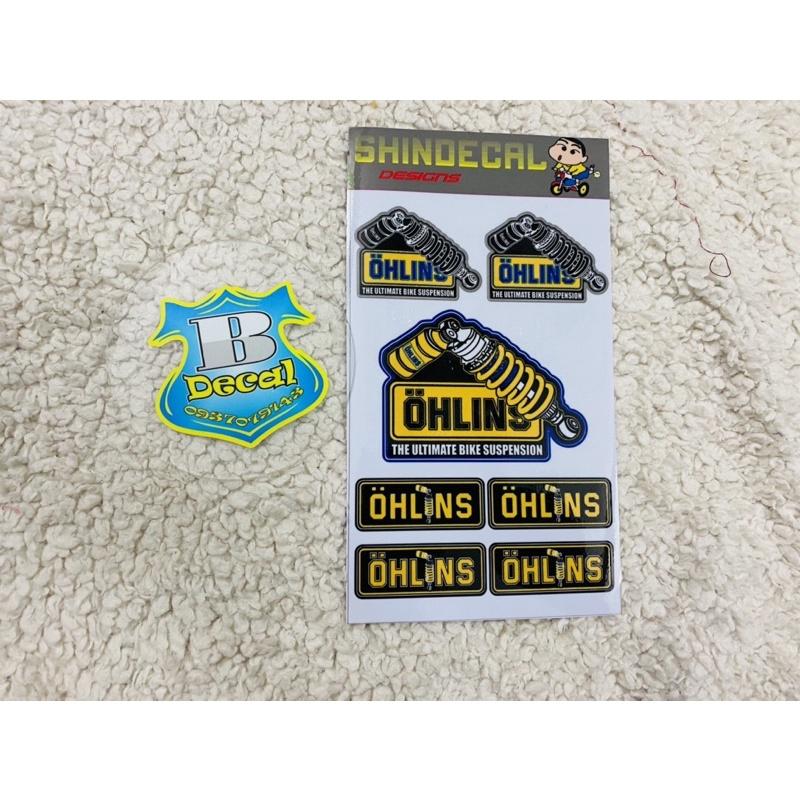 SHINDECAL
DESIGNS
ÖHLINS
THE ULTIMATE BIKE SUSPENSION
ÖHLINS
THE ULTIMATE BIKE SUSPENSION
B
Decal
0937079143
ÖHLINS
THE ULTIMATE BIKE SUSPENSION
ÖHLINS
ÖHLINS
ÖHLINS
ÖHLINS